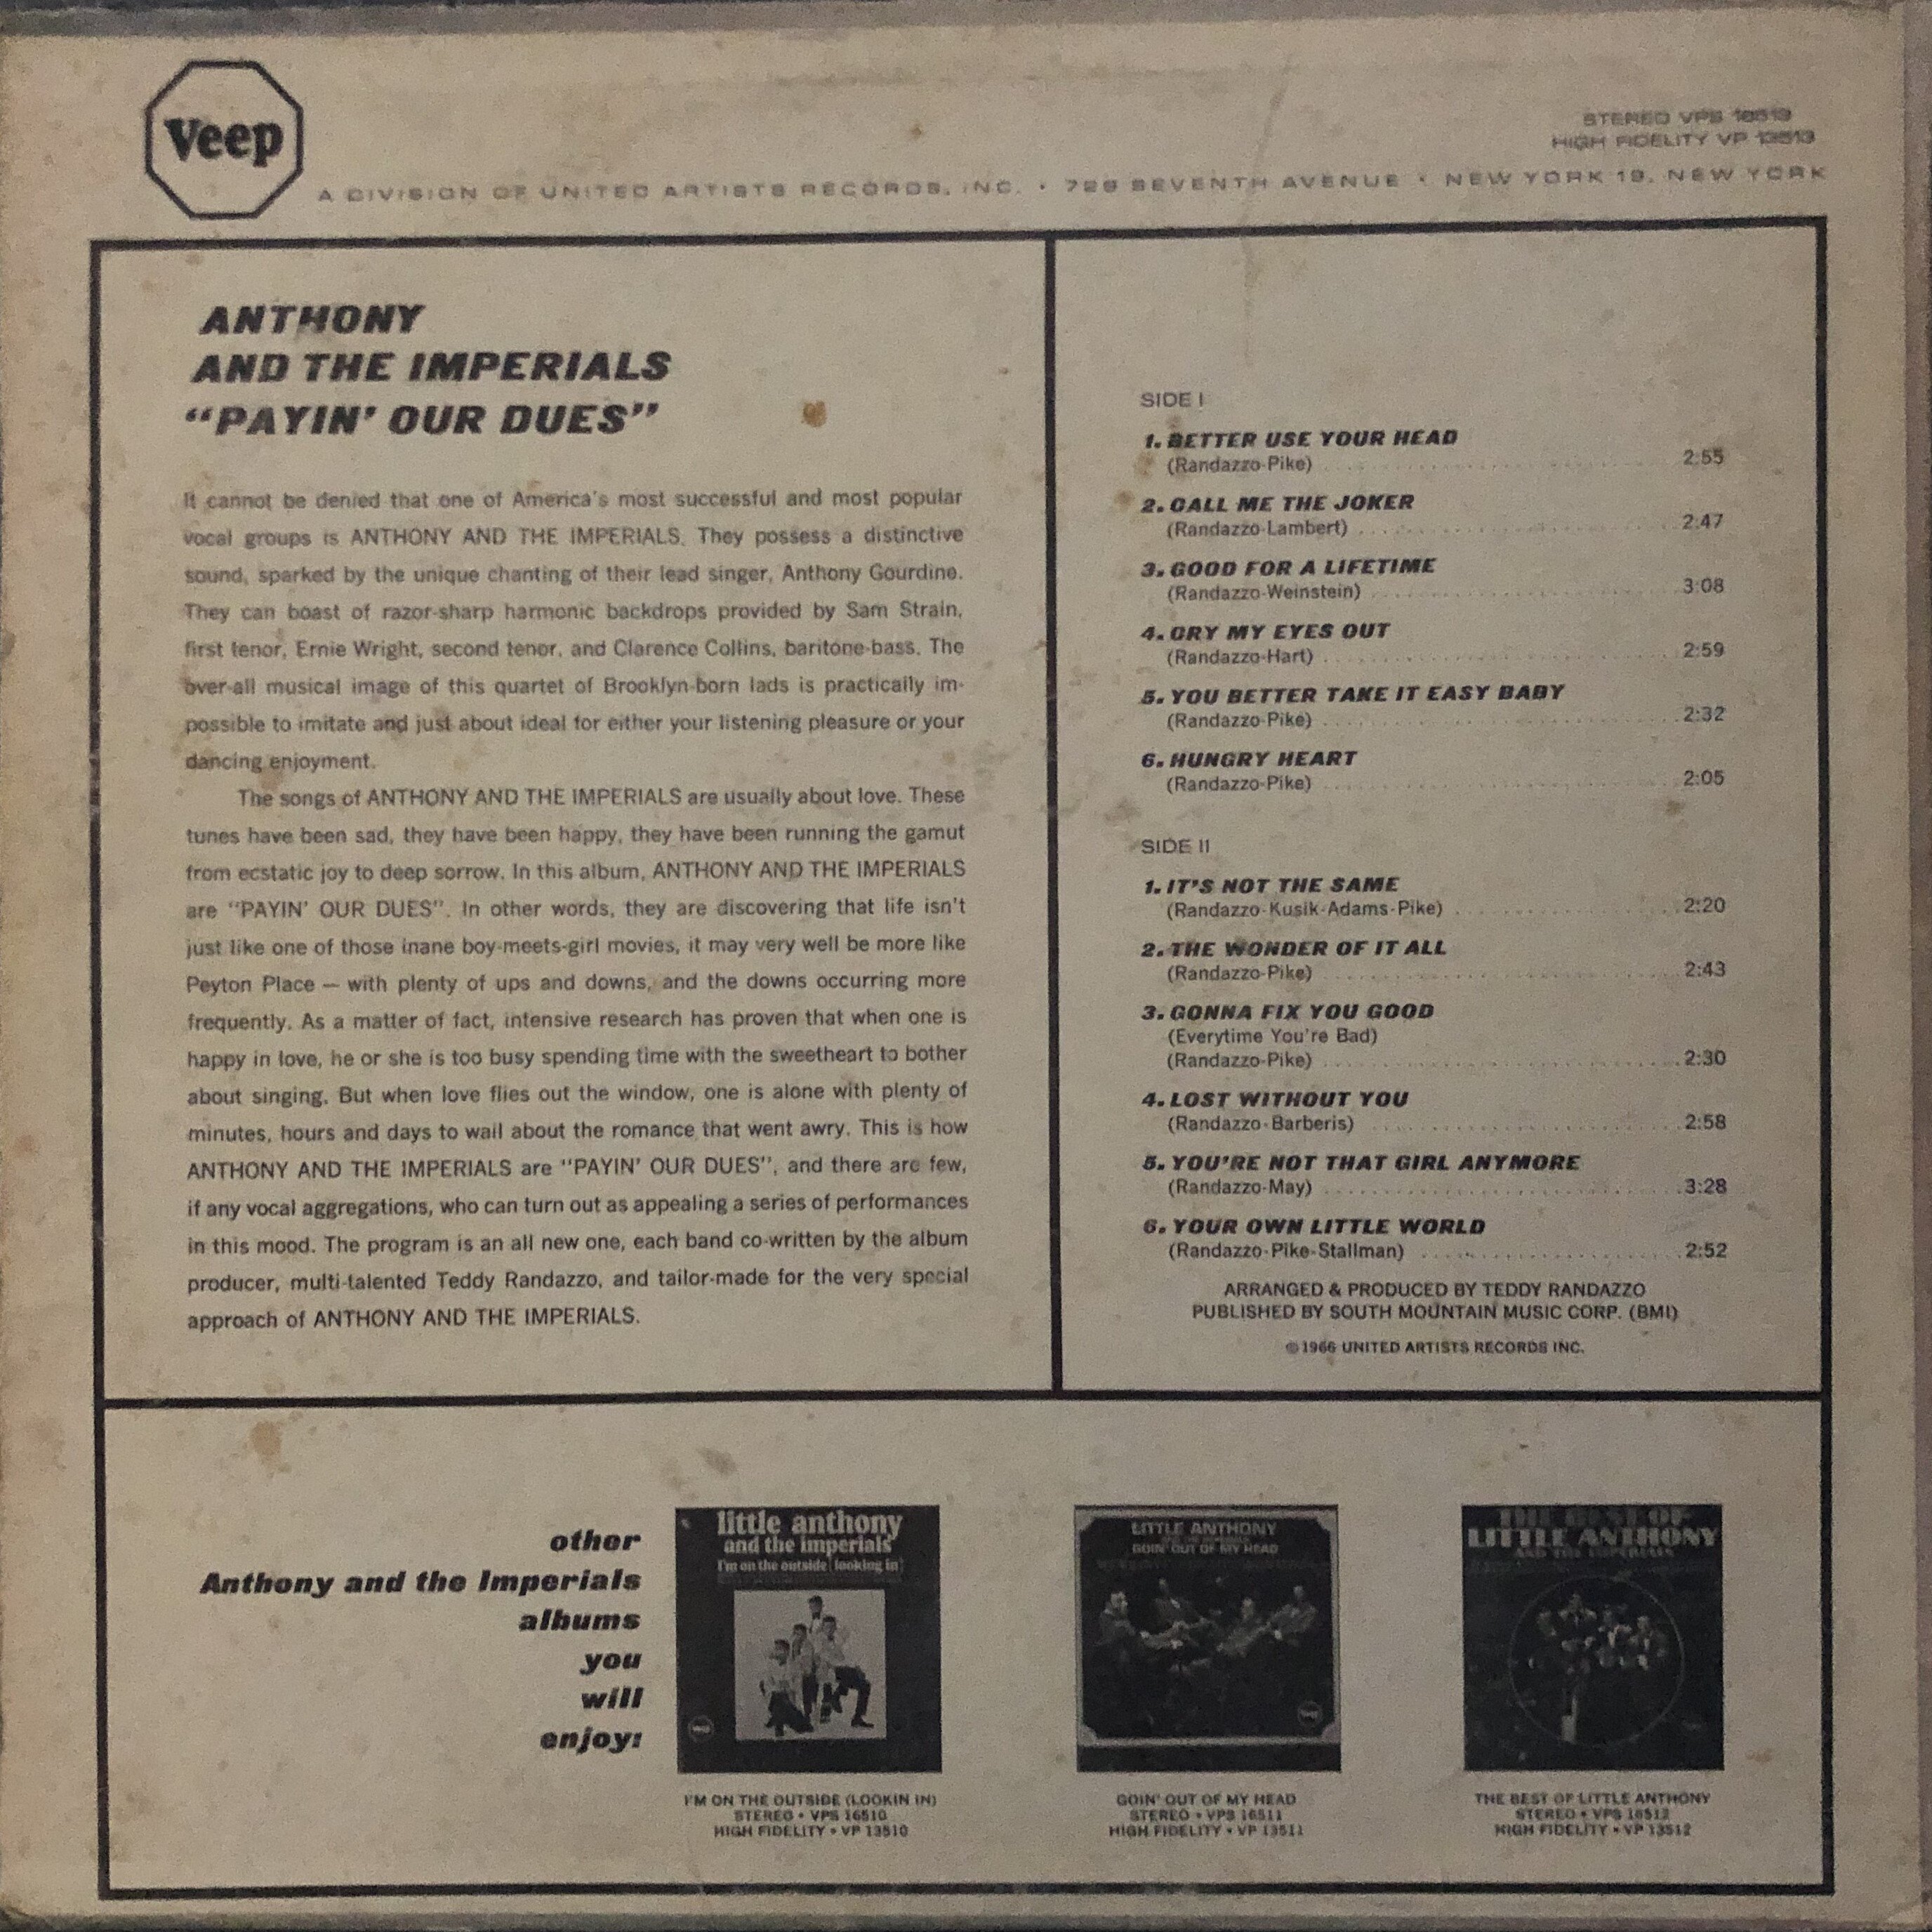 Veep
STEREO VPS 16513
HIGH FIDELITY VP 13513
A DIVISION OF UNITED ARTISTS RECORDS, INC. • 729 SEVENTH AVENUE • NEW YORK 19, NEW YORK
ANTHONY
AND THE IMPERIALS
“PAYIN’ OUR DUES”
It cannot be denied that one of America's most successful and most popular
vocal groups is ANTHONY AND THE IMPERIALS. They possess a distinctive
sound, sparked by the unique chanting of their lead singer, Anthony Gourdine.
They can boast of razor-sharp harmonic backdrops provided by Sam Strain,
first tenor, Ernie Wright, second tenor, and Clarence Collins, baritone-bass. The
over-all musical image of this quartet of Brooklyn-born lads is practically im-
possible to imitate and just about ideal for either your listening pleasure or your
dancing enjoyment.
The songs of ANTHONY AND THE IMPERIALS are usually about love. These
tunes have been sad, they have been happy, they have been running the gamut
from ecstatic joy to deep sorrow. In this album, ANTHONY AND THE IMPERIALS
are “PAYIN’ OUR DUES”. In other words, they are discovering that life isn't
just like one of those inane boy-meets-girl movies, it may very well be more like
Peyton Place — with plenty of ups and downs, and the downs occurring more
frequently. As a matter of fact, intensive research has proven that when one is
happy in love, he or she is too busy spending time with the sweetheart to bother
about singing. But when love flies out the window, one is alone with plenty of
minutes, hours and days to wail about the romance that went awry. This is how
ANTHONY AND THE IMPERIALS are “PAYIN’ OUR DUES”, and there are few,
if any vocal aggregations, who can turn out as appealing a series of performances
in this mood. The program is an all new one, each band co-written by the album
producer, multi-talented Teddy Randazzo, and tailor-made for the very special
approach of ANTHONY AND THE IMPERIALS.
SIDE I
1. BETTER USE YOUR HEAD
(Randazzo-Pike) 2:55
2. CALL ME THE JOKER
(Randazzo-Lambert) 2:47
3. GOOD FOR A LIFETIME
(Randazzo-Weinstein) 3:08
4. CRY MY EYES OUT
(Randazzo-Hart) 2:59
5. YOU BETTER TAKE IT EASY BABY
(Randazzo-Pike) 2:32
6. HUNGRY HEART
(Randazzo-Pike) 2:05
SIDE II
1. IT'S NOT THE SAME
(Randazzo-Kusik-Adams-Pike) 2:20
2. THE WONDER OF IT ALL
(Randazzo-Pike) 2:43
3. GONNA FIX YOU GOOD
(Everytime You're Bad)
(Randazzo-Pike) 2:30
4. LOST WITHOUT YOU
(Randazzo-Barberis) 2:58
5. YOU'RE NOT THAT GIRL ANYMORE
(Randazzo-May) 3:28
6. YOUR OWN LITTLE WORLD
(Randazzo-Pike-Stallman) 2:52
ARRANGED & PRODUCED BY TEDDY RANDAZZO
PUBLISHED BY SOUTH MOUNTAIN MUSIC CORP. (BMI)
©1966 UNITED ARTISTS RECORDS INC.
other
Anthony and the Imperials
albums
you
will
enjoy:
little anthony
and the imperials
I'm on the outside (looking in)
I'M ON THE OUTSIDE (LOOKIN IN)
STEREO • VPS 16510
HIGH FIDELITY • VP 13510
LITTLE ANTHONY
GOIN' OUT OF MY HEAD
GOIN' OUT OF MY HEAD
STEREO • VPS 16511
HIGH FIDELITY • VP 13511
THE BEST OF
LITTLE ANTHONY
AND THE IMPERIALS
THE BEST OF LITTLE ANTHONY
STEREO • VPS 16512
HIGH FIDELITY • VP 13512